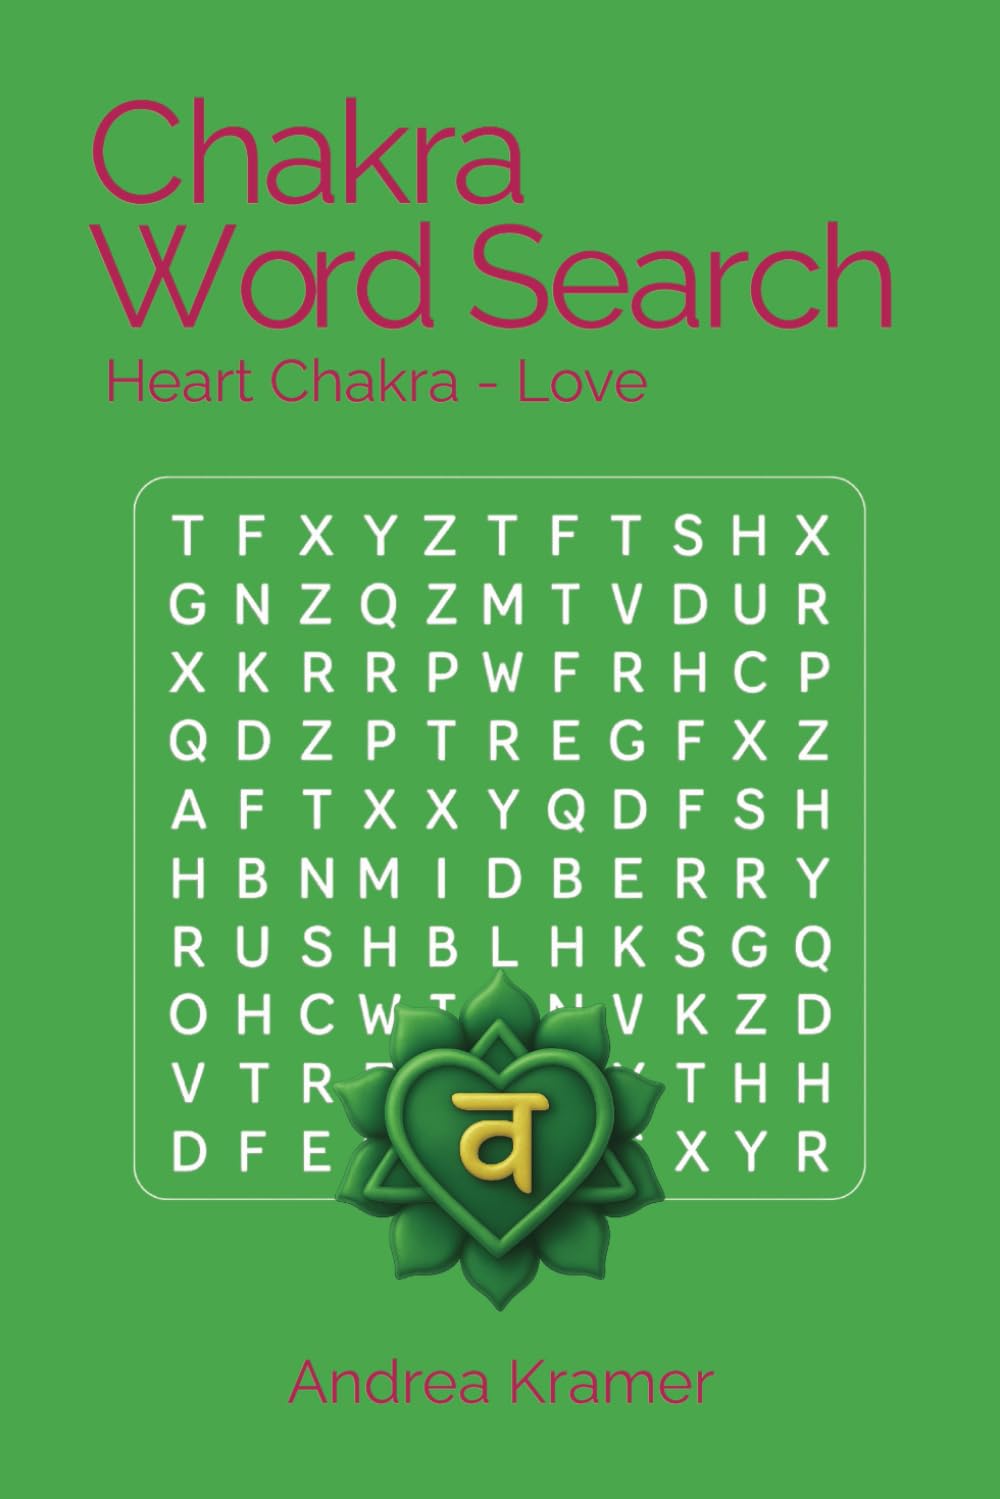 Chakra
Word Search
Heart Chakra - Love
T F X Y Z T F T S H X
G N Z Q Z M T V D U R
X K R R P W F R H C P
Q D Z P T R E G F X Z
A F T X X Y Q D F S H
H B N M I D B E R R Y
R U S H B L H K S G Q
O H C W N V K Z D
V T R T H H
D F E X Y R
व
Andrea Kramer